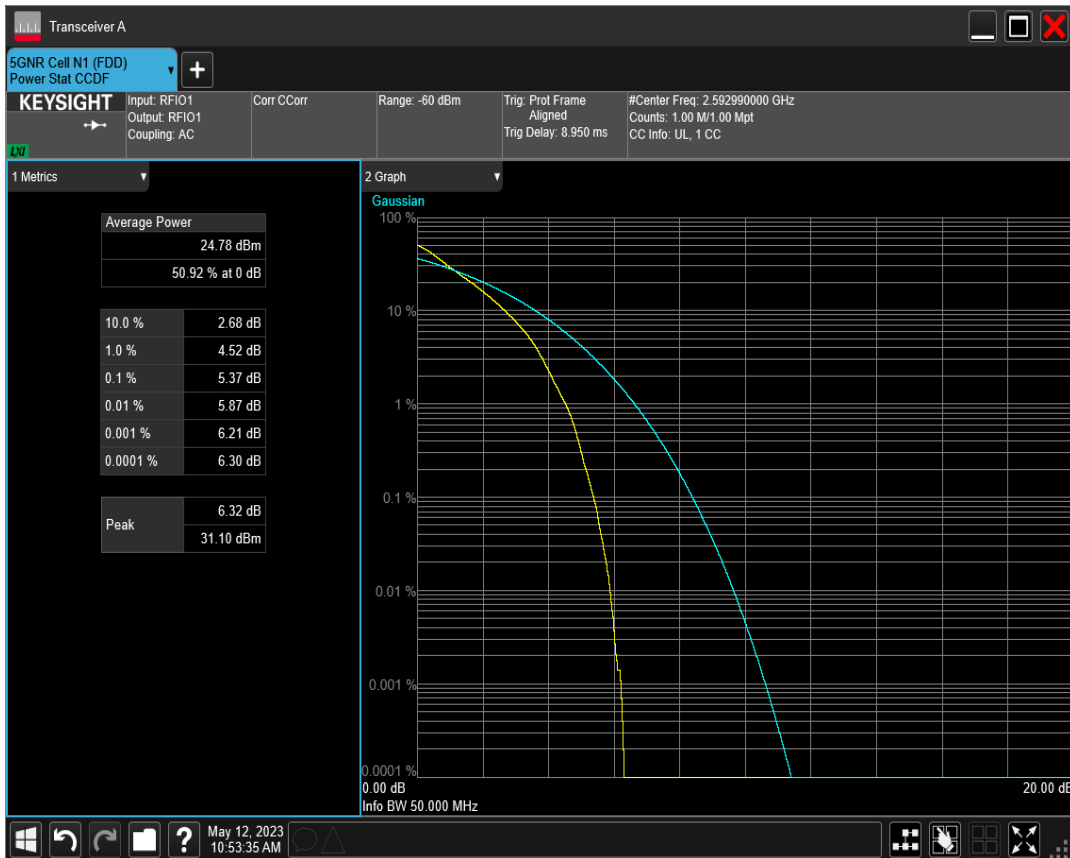 Transceiver A
5GNR Cell N1 (FDD)
Power Stat CCDF
+
KEYSIGHT
LXI
Input: RFIO1
Output: RFIO1
Coupling: AC
Corr CCorr
Range: -60 dBm
Trig: Prot Frame
Aligned
Trig Delay: 8.950 ms
#Center Freq: 2.592990000 GHz
Counts: 1.00 M/1.00 Mpt
CC Info: UL, 1 CC
1 Metrics
Average Power
24.78 dBm
50.92 % at 0 dB
10.0 % 2.68 dB
1.0 % 4.52 dB
0.1 % 5.37 dB
0.01 % 5.87 dB
0.001 % 6.21 dB
0.0001 % 6.30 dB
Peak
6.32 dB
31.10 dBm
2 Graph
Gaussian
100 %
10 %
1 %
0.1 %
0.01 %
0.001 %
0.0001 %
0.00 dB 20.00 dB
Info BW 50.000 MHz
?
May 12, 2023
10:53:35 AM